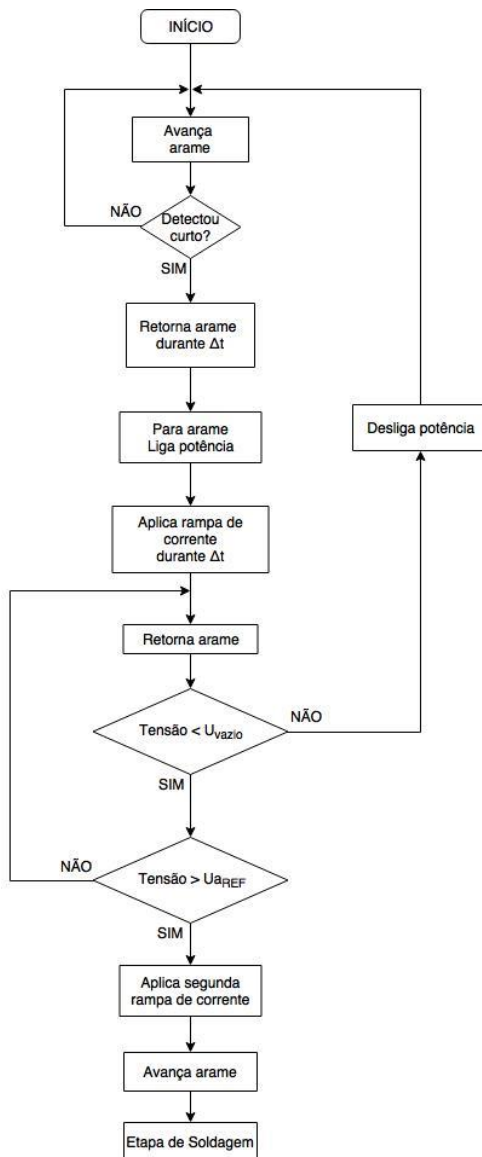 INÍCIO
Avança
arame
NÃO
Detectou
curto?
SIM
Retorna arame
durante Δt
Para arame
Liga potência
Desliga potência
Aplica rampa de
corrente
durante Δt
Retorna arame
Tensão < Uvazio
NÃO
SIM
NÃO
Tensão > UaREF
SIM
Aplica segunda
rampa de corrente
Avança arame
Etapa de Soldagem